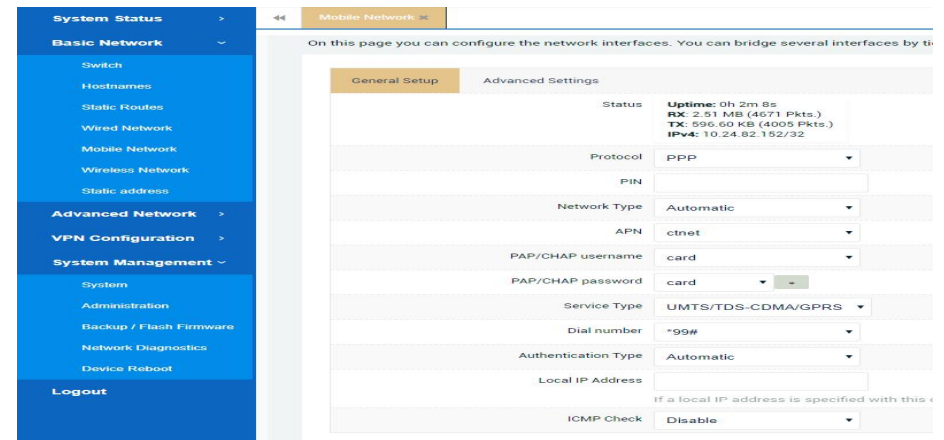 System Status
Basic Network
Switch
Hostnames
Static Routes
Wired Network
Mobile Network
Wireless Network
Static address
Advanced Network
VPN Configuration
System Management
System
Administration
Backup / Flash Firmware
Network Diagnostics
Device Reboot
Logout
Mobile Network
On this page you can configure the network interfaces. You can bridge several interfaces by
General Setup Advanced Settings
Status
Uptime: 0h 2m 8s
RX: 2.51 MB (4671 Pkts.)
TX: 596.60 KB (4005 Pkts.)
IPv4: 10.24.82.152/32
Protocol PPP
PIN
Network Type Automatic
APN ctnet
PAP/CHAP username card
PAP/CHAP password card
Service Type UMTS/TDS-CDMA/GPRS
Dial number *99#
Authentication Type Automatic
Local IP Address
If a local IP address is specified with this
ICMP Check Disable